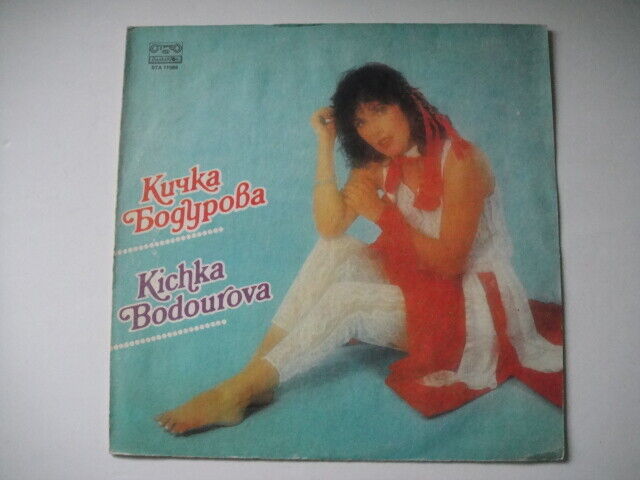 Кичка
Бодурова
Kichka
Bodourova